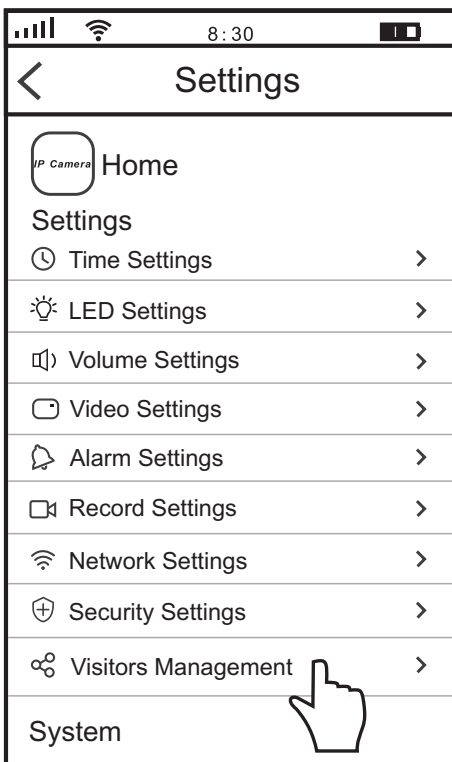 8:30
Settings
IP Camera Home
Settings
Time Settings
LED Settings
Volume Settings
Video Settings
Alarm Settings
Record Settings
Network Settings
Security Settings
Visitors Management
System